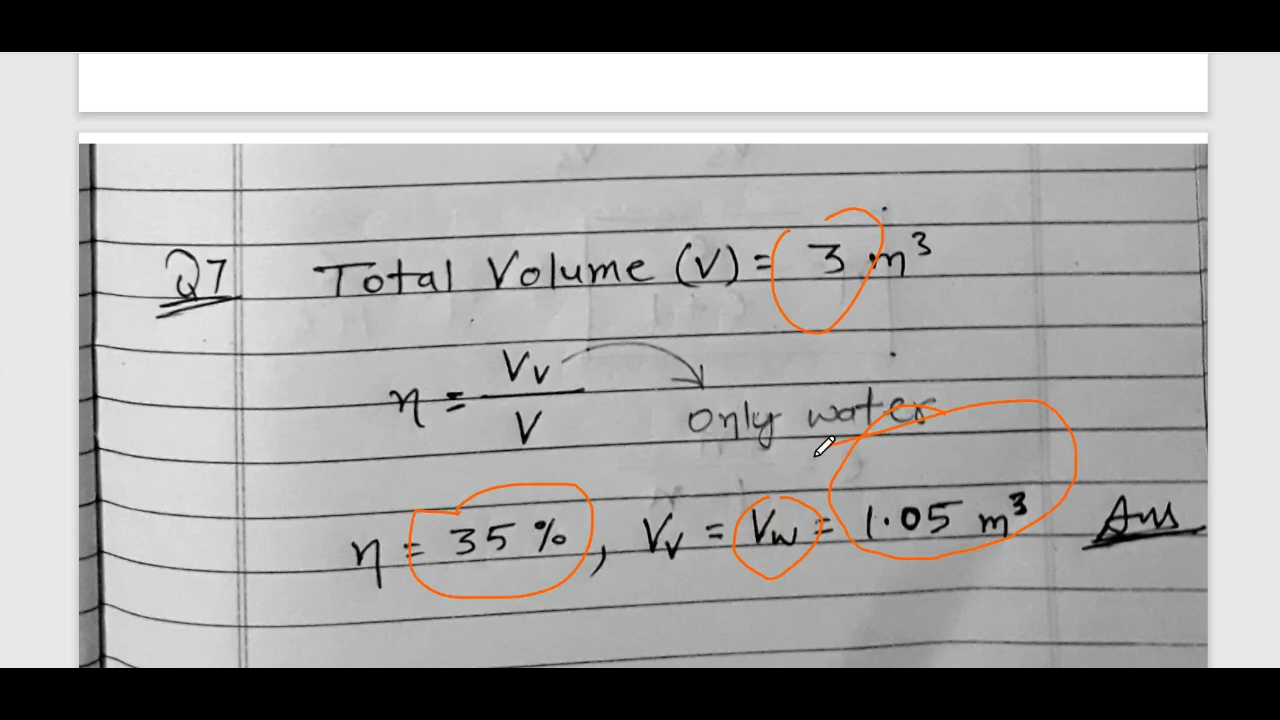 Q7 Total Volume (V) = 3 m³
η = Vv / V only water
η = 35 %, Vv = Vw = 1.05 m³ Ans